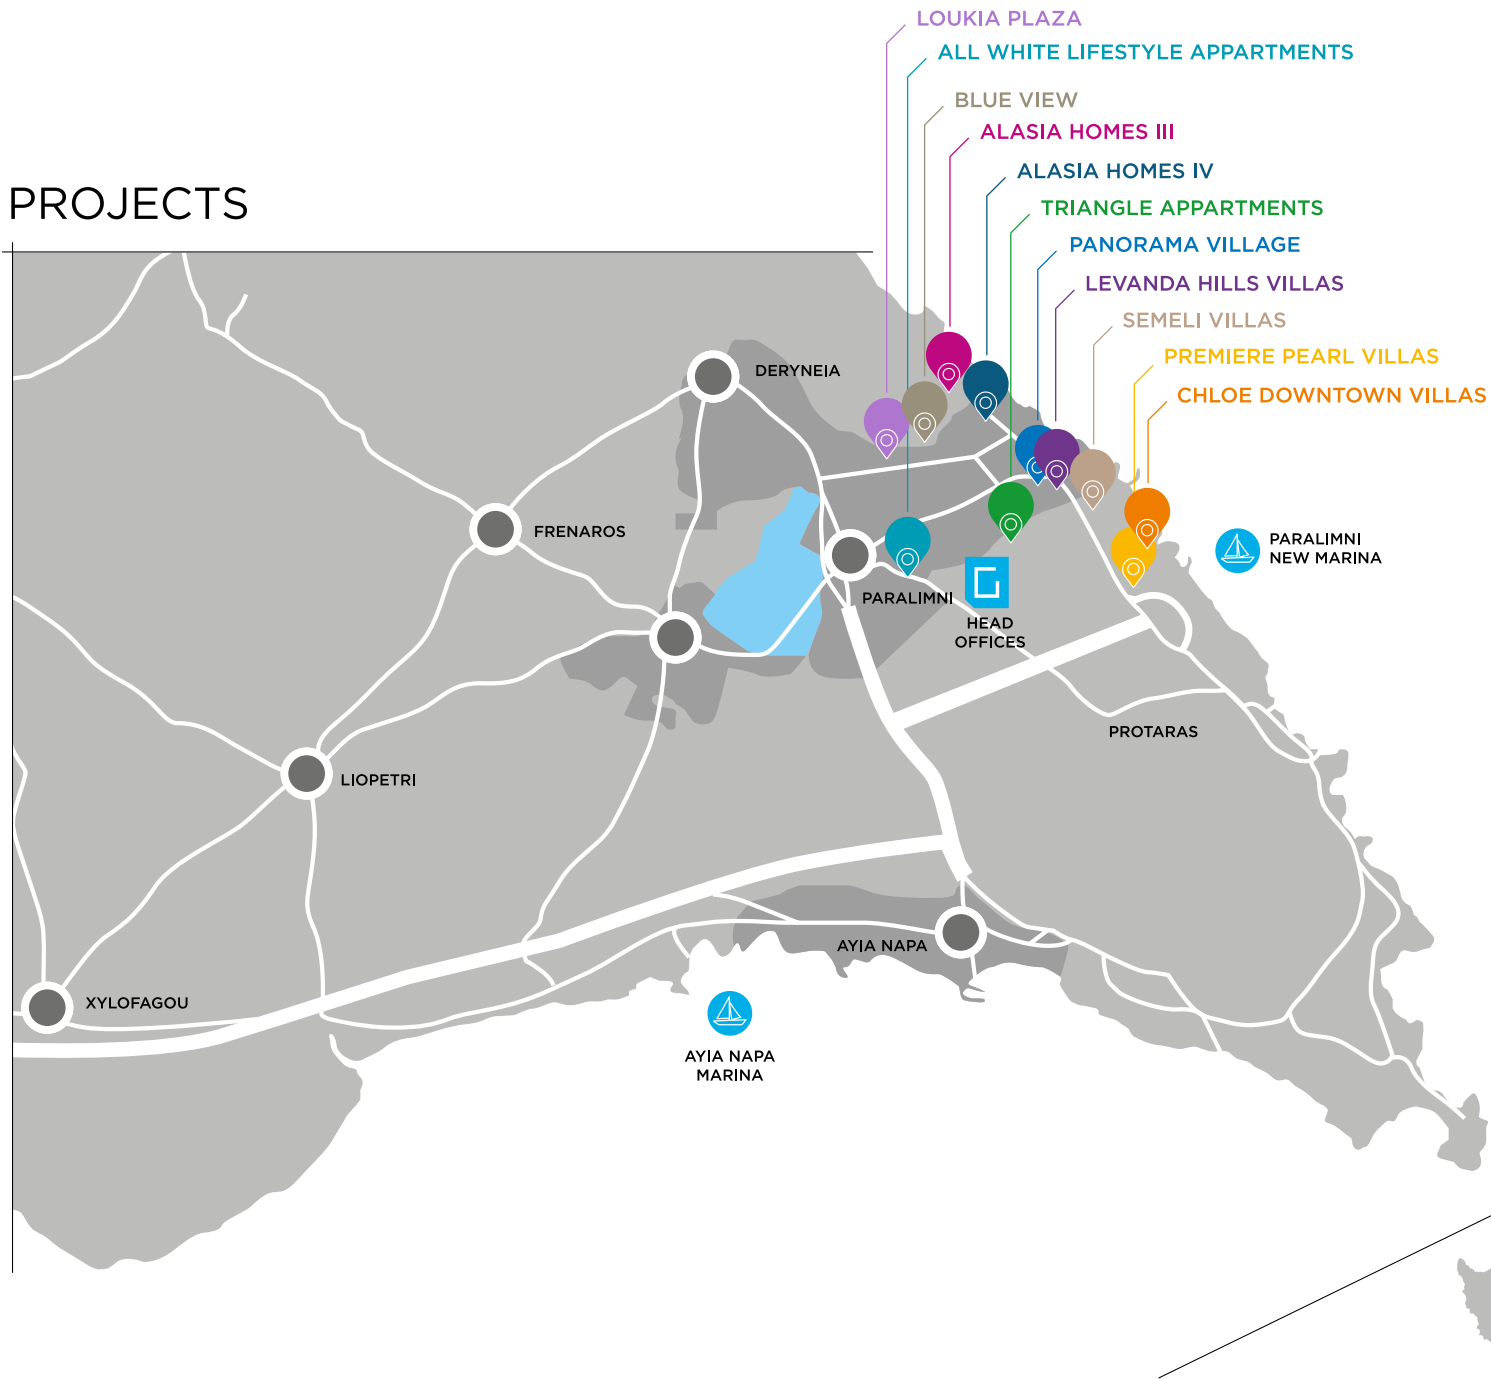 LOUKIA PLAZA
ALL WHITE LIFESTYLE APPARTMENTS
BLUE VIEW
ALASIA HOMES III
ALASIA HOMES IV
PROJECTS
TRIANGLE APPARTMENTS
PANORAMA VILLAGE
LEVANDA HILLS VILLAS
SEMELI VILLAS
PREMIERE PEARL VILLAS
DERYNEIA
CHLOE DOWNTOWN VILLAS
FRENAROS
PARALIMNI
NEW MARINA
PARALIMNI
HEAD
OFFICES
PROTARAS
LIOPETRI
AYIA NAPA
XYLOFAGOU
AYIA NAPA
MARINA